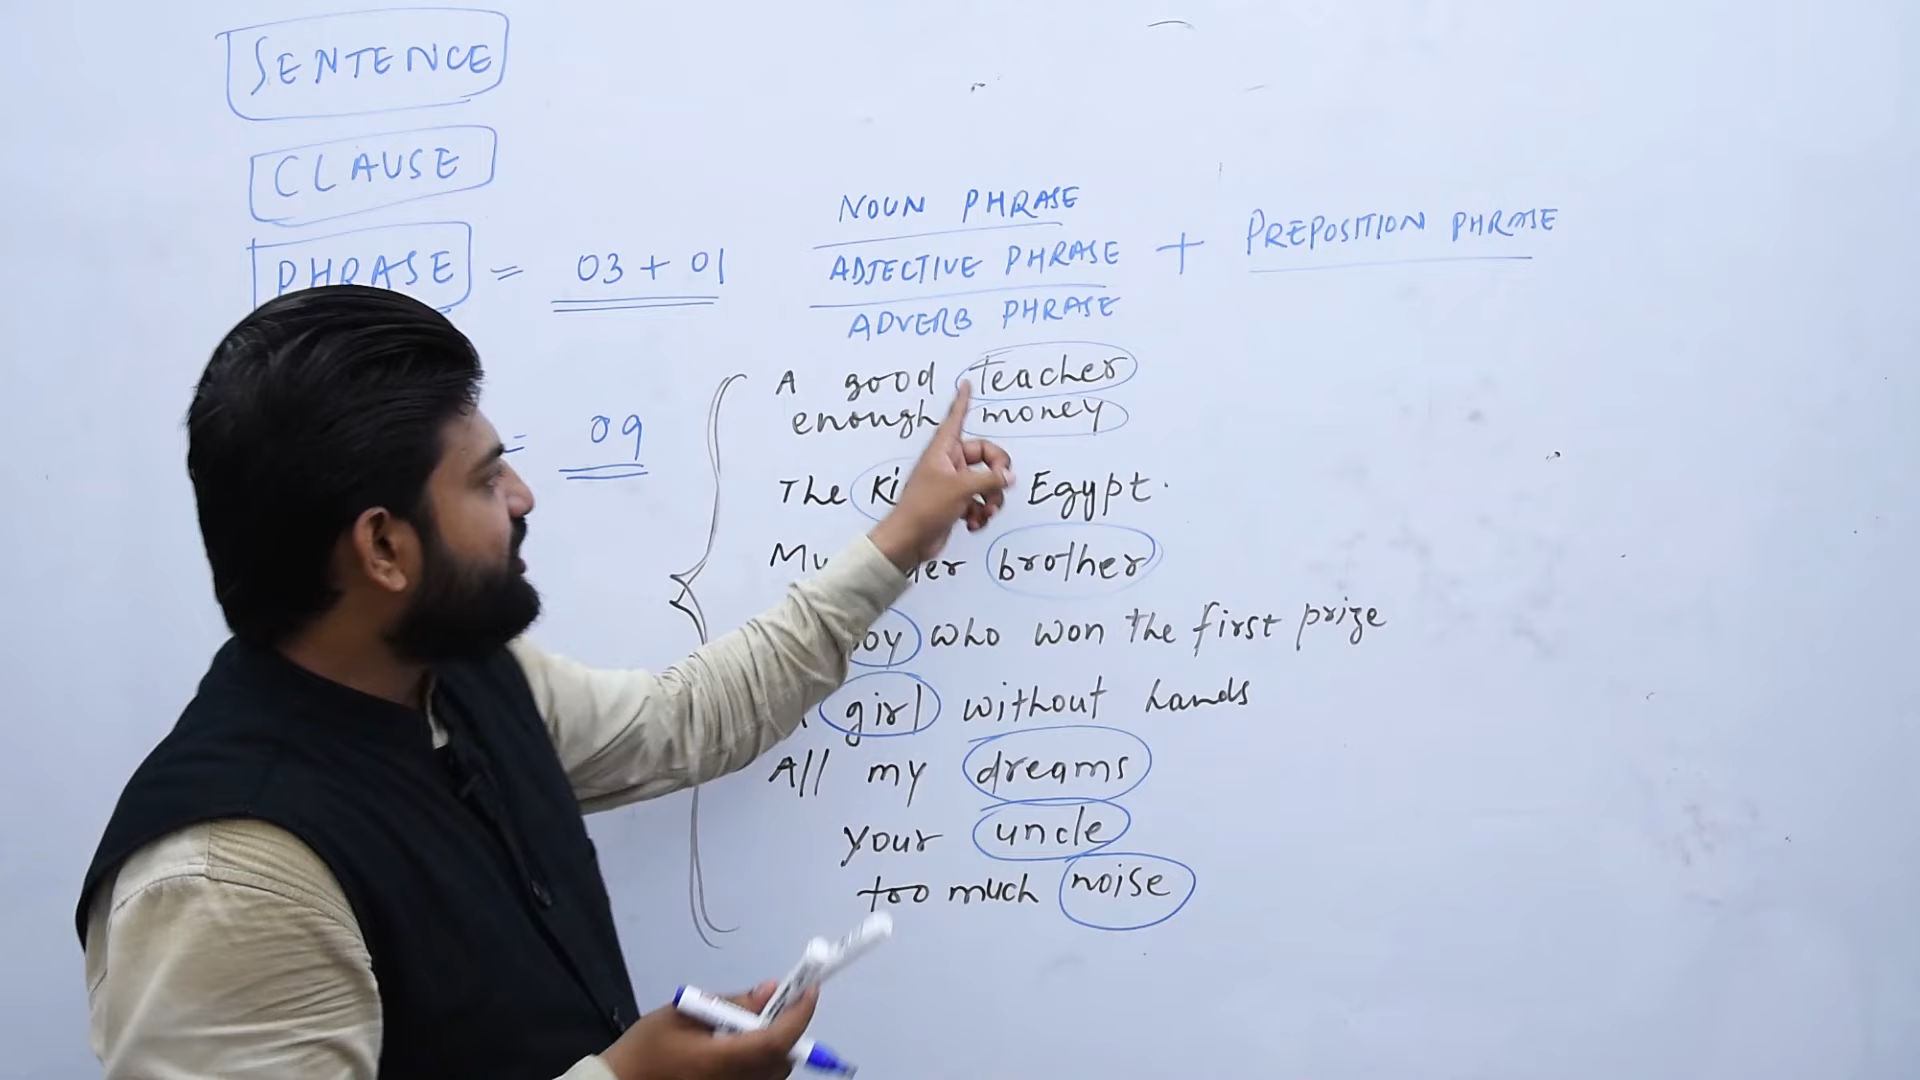 SENTENCE
CLAUSE
PHRASE = 03 + 01
NOUN PHRASE
ADJECTIVE PHRASE + PREPOSITION PHRASE
ADVERB PHRASE
= 09
A good teacher
enough money
The Egypt.
brother
who won the first prize
girl without hands
All my dreams
your uncle
too much noise